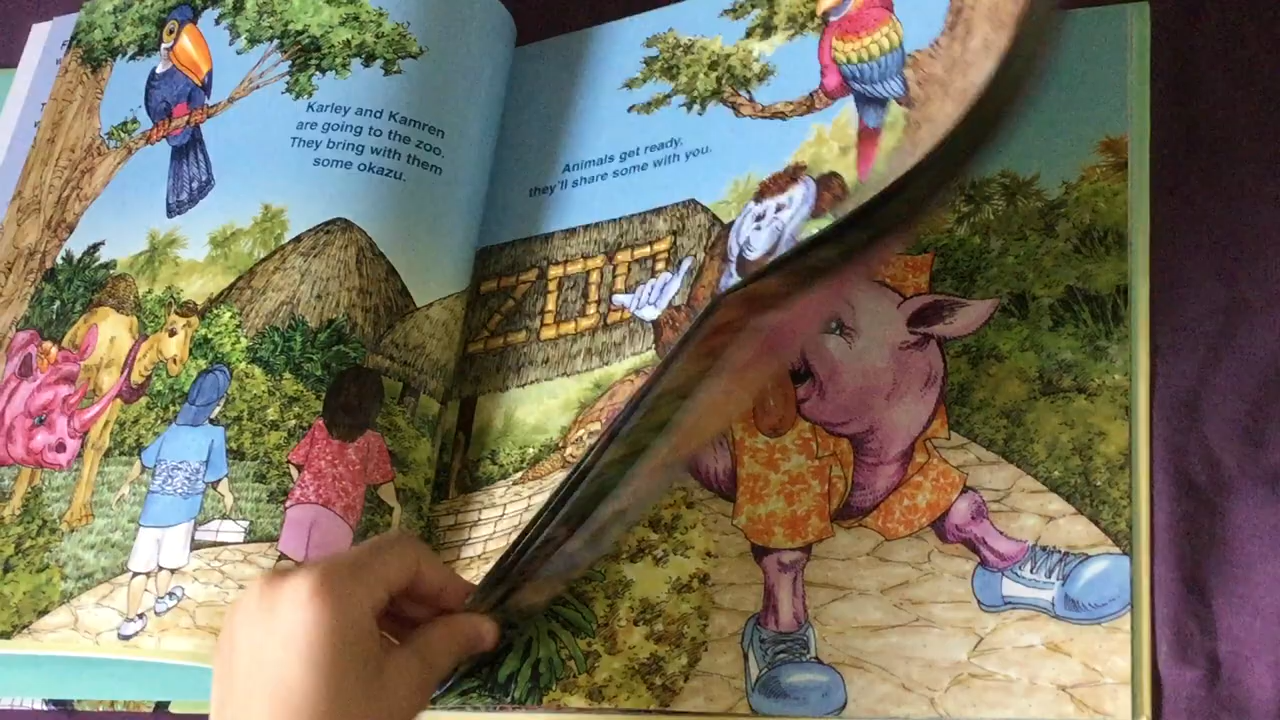 Karley and Kamren
are going to the zoo.
They bring with them
some okazu.
Animals get ready,
they'll share some with you.
ZOO